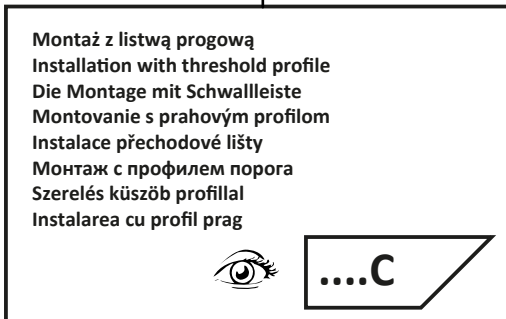 Montaż z listwą progową
Installation with threshold profile
Die Montage mit Schwallleiste
Montovanie s prahovým profilom
Instalace přechodové lišty
Монтаж с профилем порога
Szerelés küszöb profillal
Instalarea cu profil prag
....C